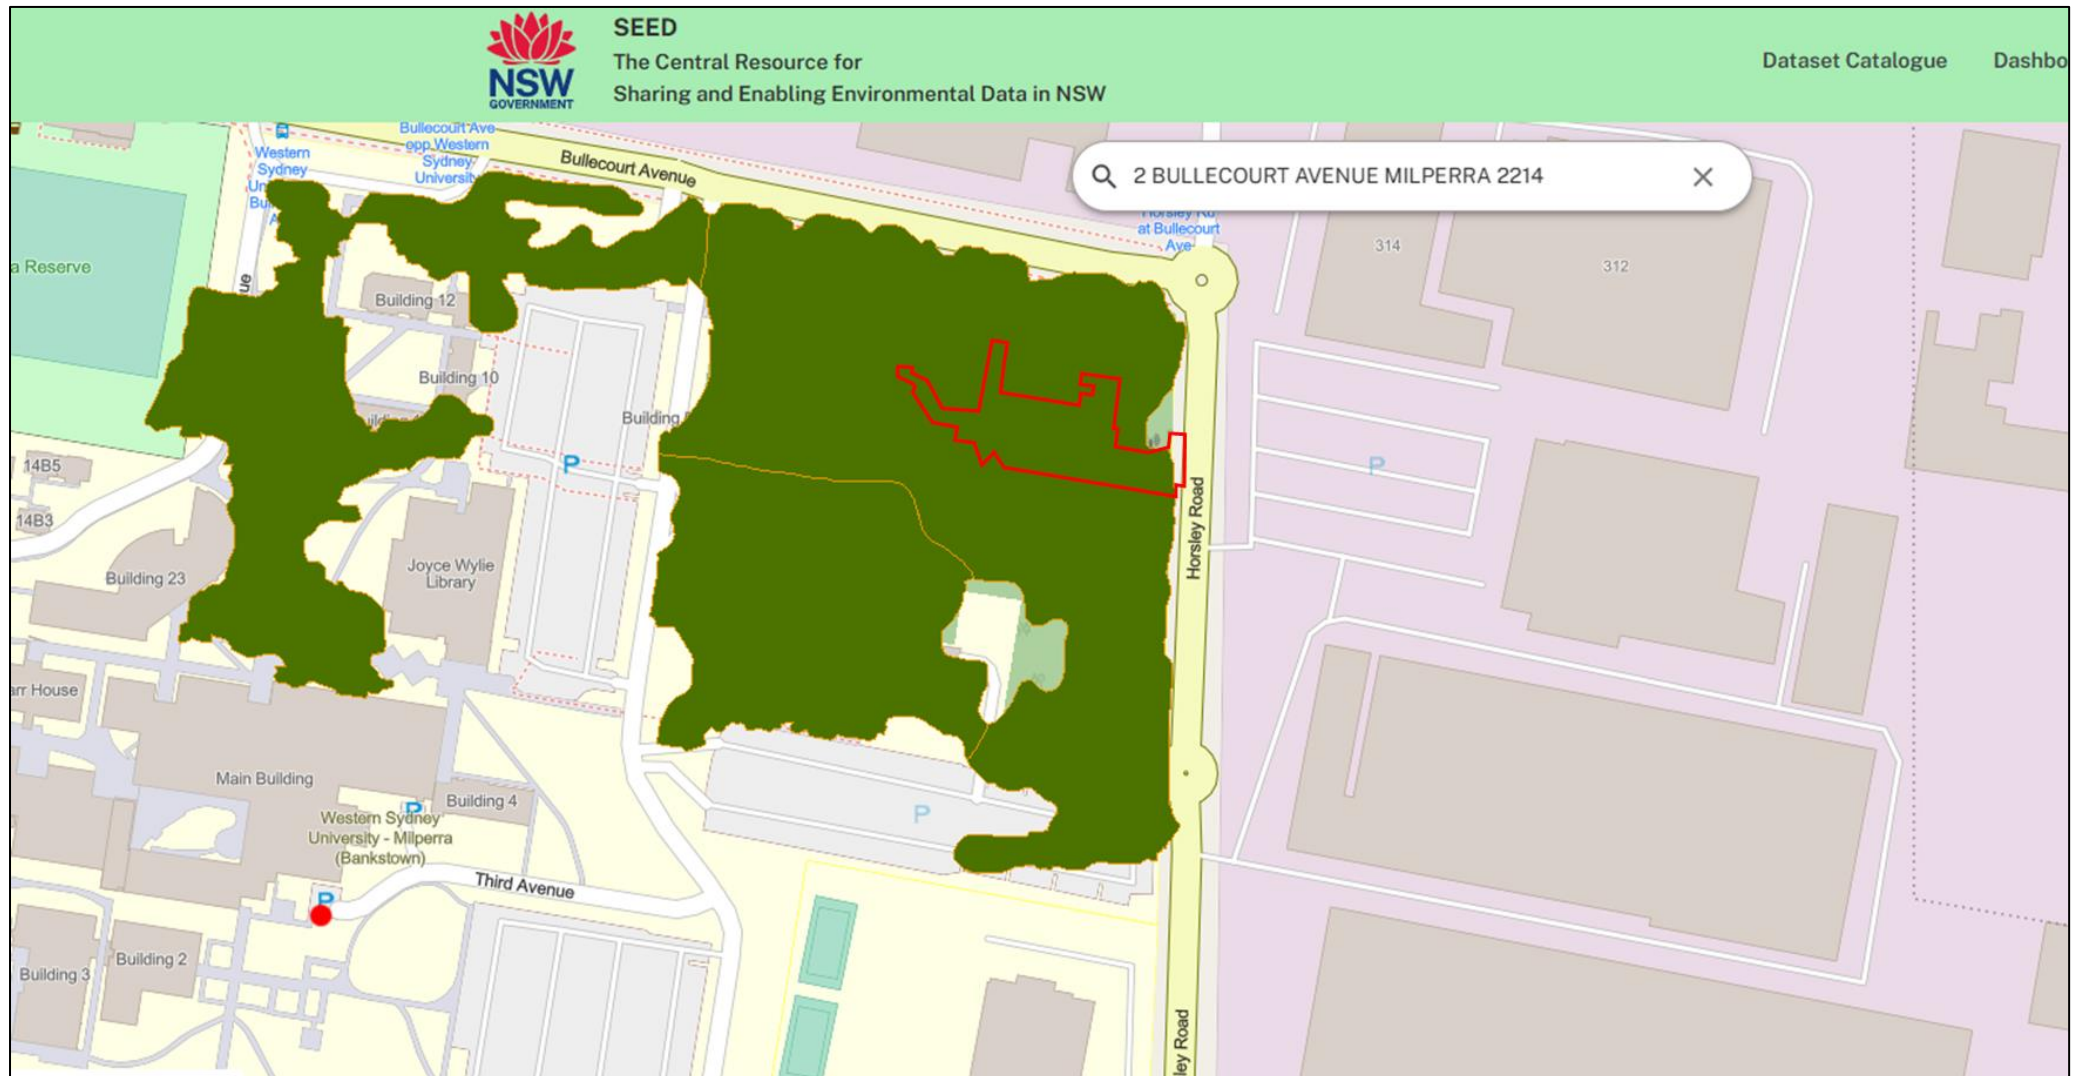 NSW
GOVERNMENT
SEED
The Central Resource for
Sharing and Enabling Environmental Data in NSW
Dataset Catalogue
Dashbo
2 BULLECOURT AVENUE MILPERRA 2214
Bullecourt Ave
opp Western
Sydney
University
Western
Sydney
Bullecourt Avenue
Horsley Rd
at Bullecourt
Ave
314
312
a Reserve
ue
Building 12
Building 10
Building
P
P
14B5
14B3
Building 23
Joyce Wylie
Library
Horsley Road
arr House
Main Building
P
Building 4
Western Sydney
University - Milperra
(Bankstown)
P
Third Avenue
P
Building 2
Building 3
ley Road